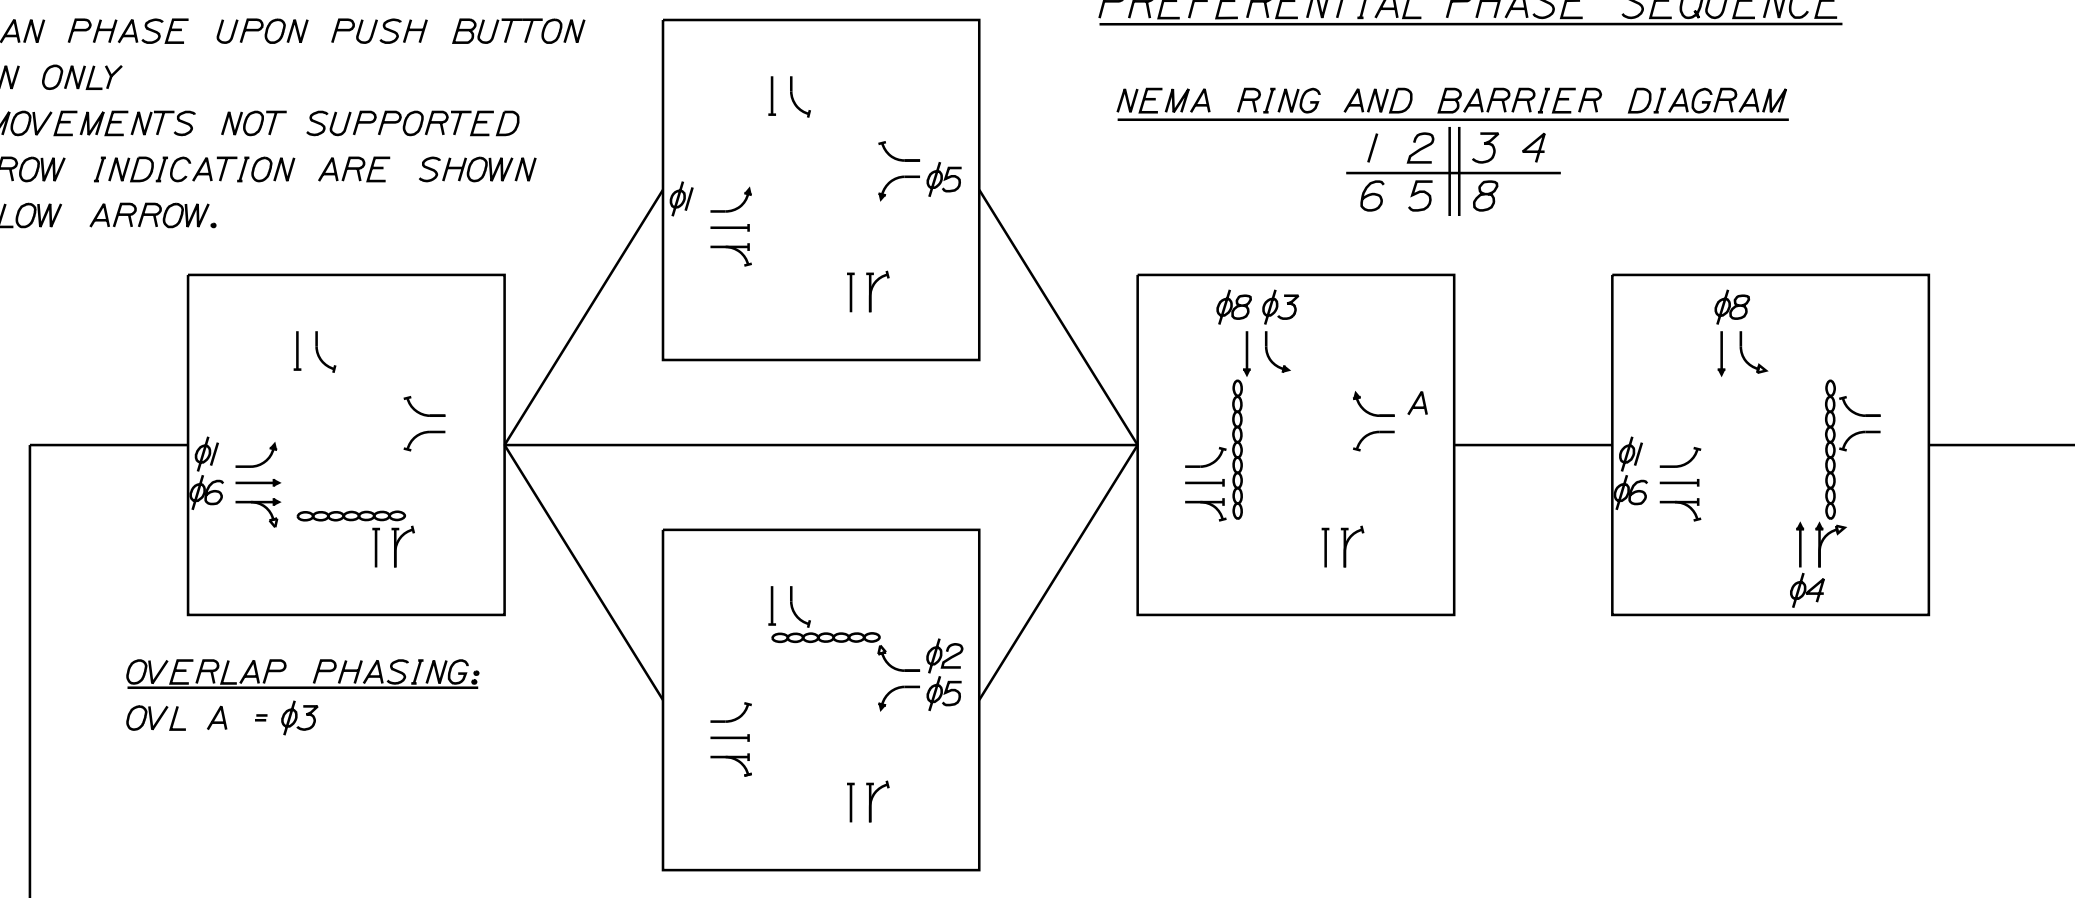 AN PHASE UPON PUSH BUTTON
N ONLY
MOVEMENTS NOT SUPPORTED
ROW INDICATION ARE SHOWN
LOW ARROW.
PREFERENTIAL PHASE SEQUENCE
NEMA RING AND BARRIER DIAGRAM
1 2 3 4
6 5 8
ϕ1
ϕ5
ϕ1
ϕ6
ϕ2
ϕ5
ϕ8 ϕ3
A
ϕ8
ϕ1
ϕ6
ϕ4
OVERLAP PHASING:
OVL A = ϕ3